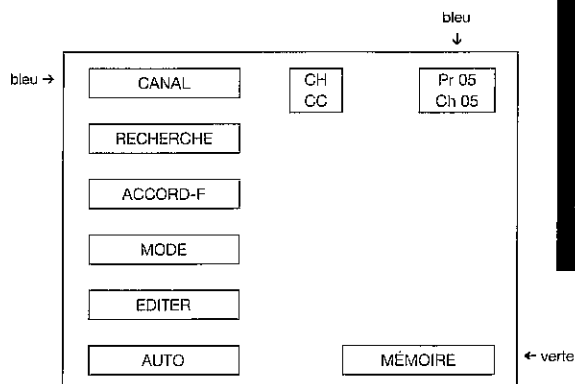 bleu
↓
bleu →
CANAL
CH
CC
Pr 05
Ch 05
RECHERCHE
ACCORD-F
MODE
EDITER
AUTO
MÉMOIRE
← verte